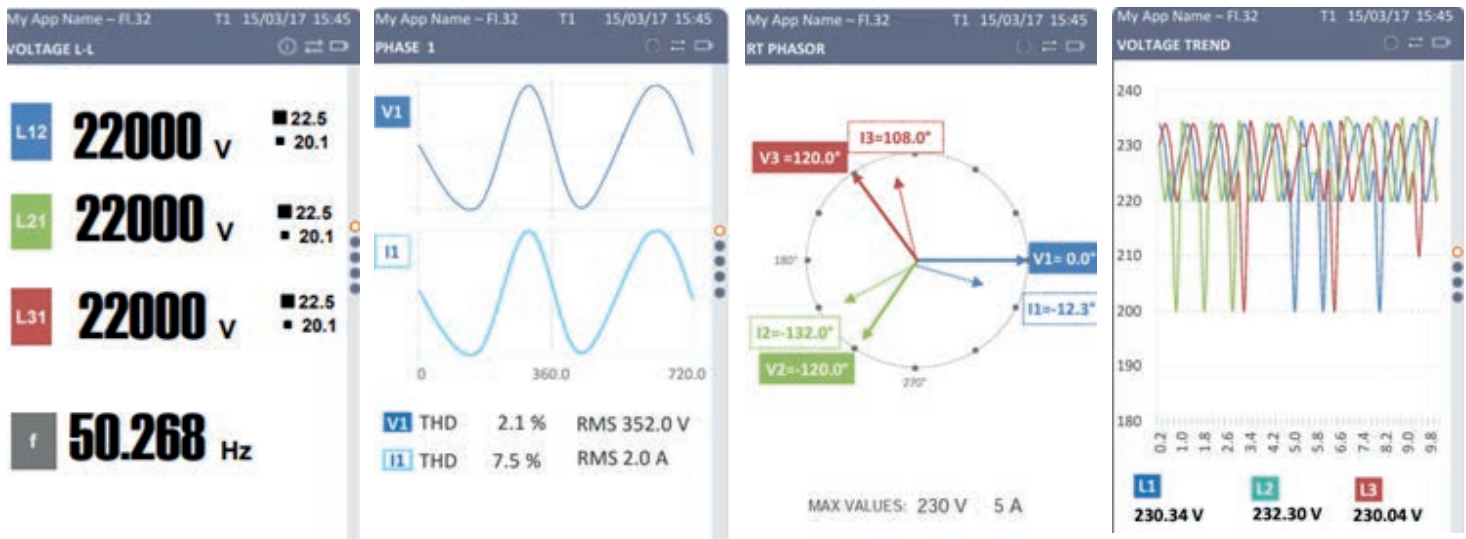 My App Name – Fl.32 T1 15/03/17 15:45
VOLTAGE L-L
L12 22000 V 22.5
20.1
L21 22000 V 22.5
20.1
L31 22000 V 22.5
20.1
f 50.268 Hz
My App Name – Fl.32 T1 15/03/17 15:45
PHASE 1
V1
I1
0 360.0 720.0
V1 THD 2.1 % RMS 352.0 V
I1 THD 7.5 % RMS 2.0 A
My App Name – Fl.32 T1 15/03/17 15:45
RT PHASOR
I3=108.0°
V3 =120.0°
180° V1= 0.0°
I1=-12.3°
I2=-132.0°
V2=-120.0°
270°
MAX VALUES: 230 V 5 A
My App Name – Fl.32 T1 15/03/17 15:45
VOLTAGE TREND
240
230
220
210
200
190
180
0.2 1.0 1.8 2.6 3.4 4.2 5.0 5.8 6.6 7.4 8.2 9.0 9.8
L1 L2 L3
230.34 V 232.30 V 230.04 V